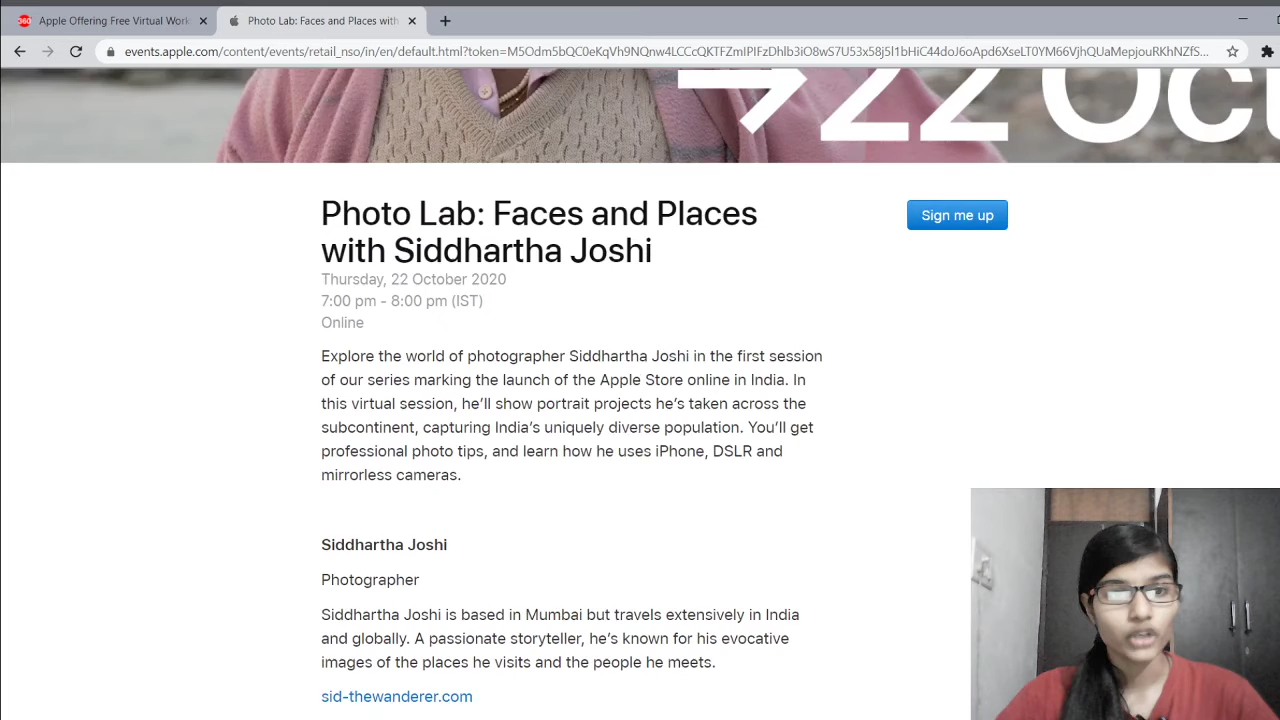 360 Apple Offering Free Virtual Work
Photo Lab: Faces and Places with
events.apple.com/content/events/retail_nso/in/en/default.html?token=M5Odm5bQC0eKqVh9NQnw4LCCcQKTFZmIPIFzDhlb3iO8wS7U53x58j5l1bHiC44doJ6oApd6XseLT0YM66VjhQUaMepjouRKhNZfS...
→22 Oct
Photo Lab: Faces and Places
with Siddhartha Joshi
Sign me up
Thursday, 22 October 2020
7:00 pm - 8:00 pm (IST)
Online
Explore the world of photographer Siddhartha Joshi in the first session
of our series marking the launch of the Apple Store online in India. In
this virtual session, he’ll show portrait projects he’s taken across the
subcontinent, capturing India’s uniquely diverse population. You’ll get
professional photo tips, and learn how he uses iPhone, DSLR and
mirrorless cameras.
Siddhartha Joshi
Photographer
Siddhartha Joshi is based in Mumbai but travels extensively in India
and globally. A passionate storyteller, he’s known for his evocative
images of the places he visits and the people he meets.
sid-thewanderer.com